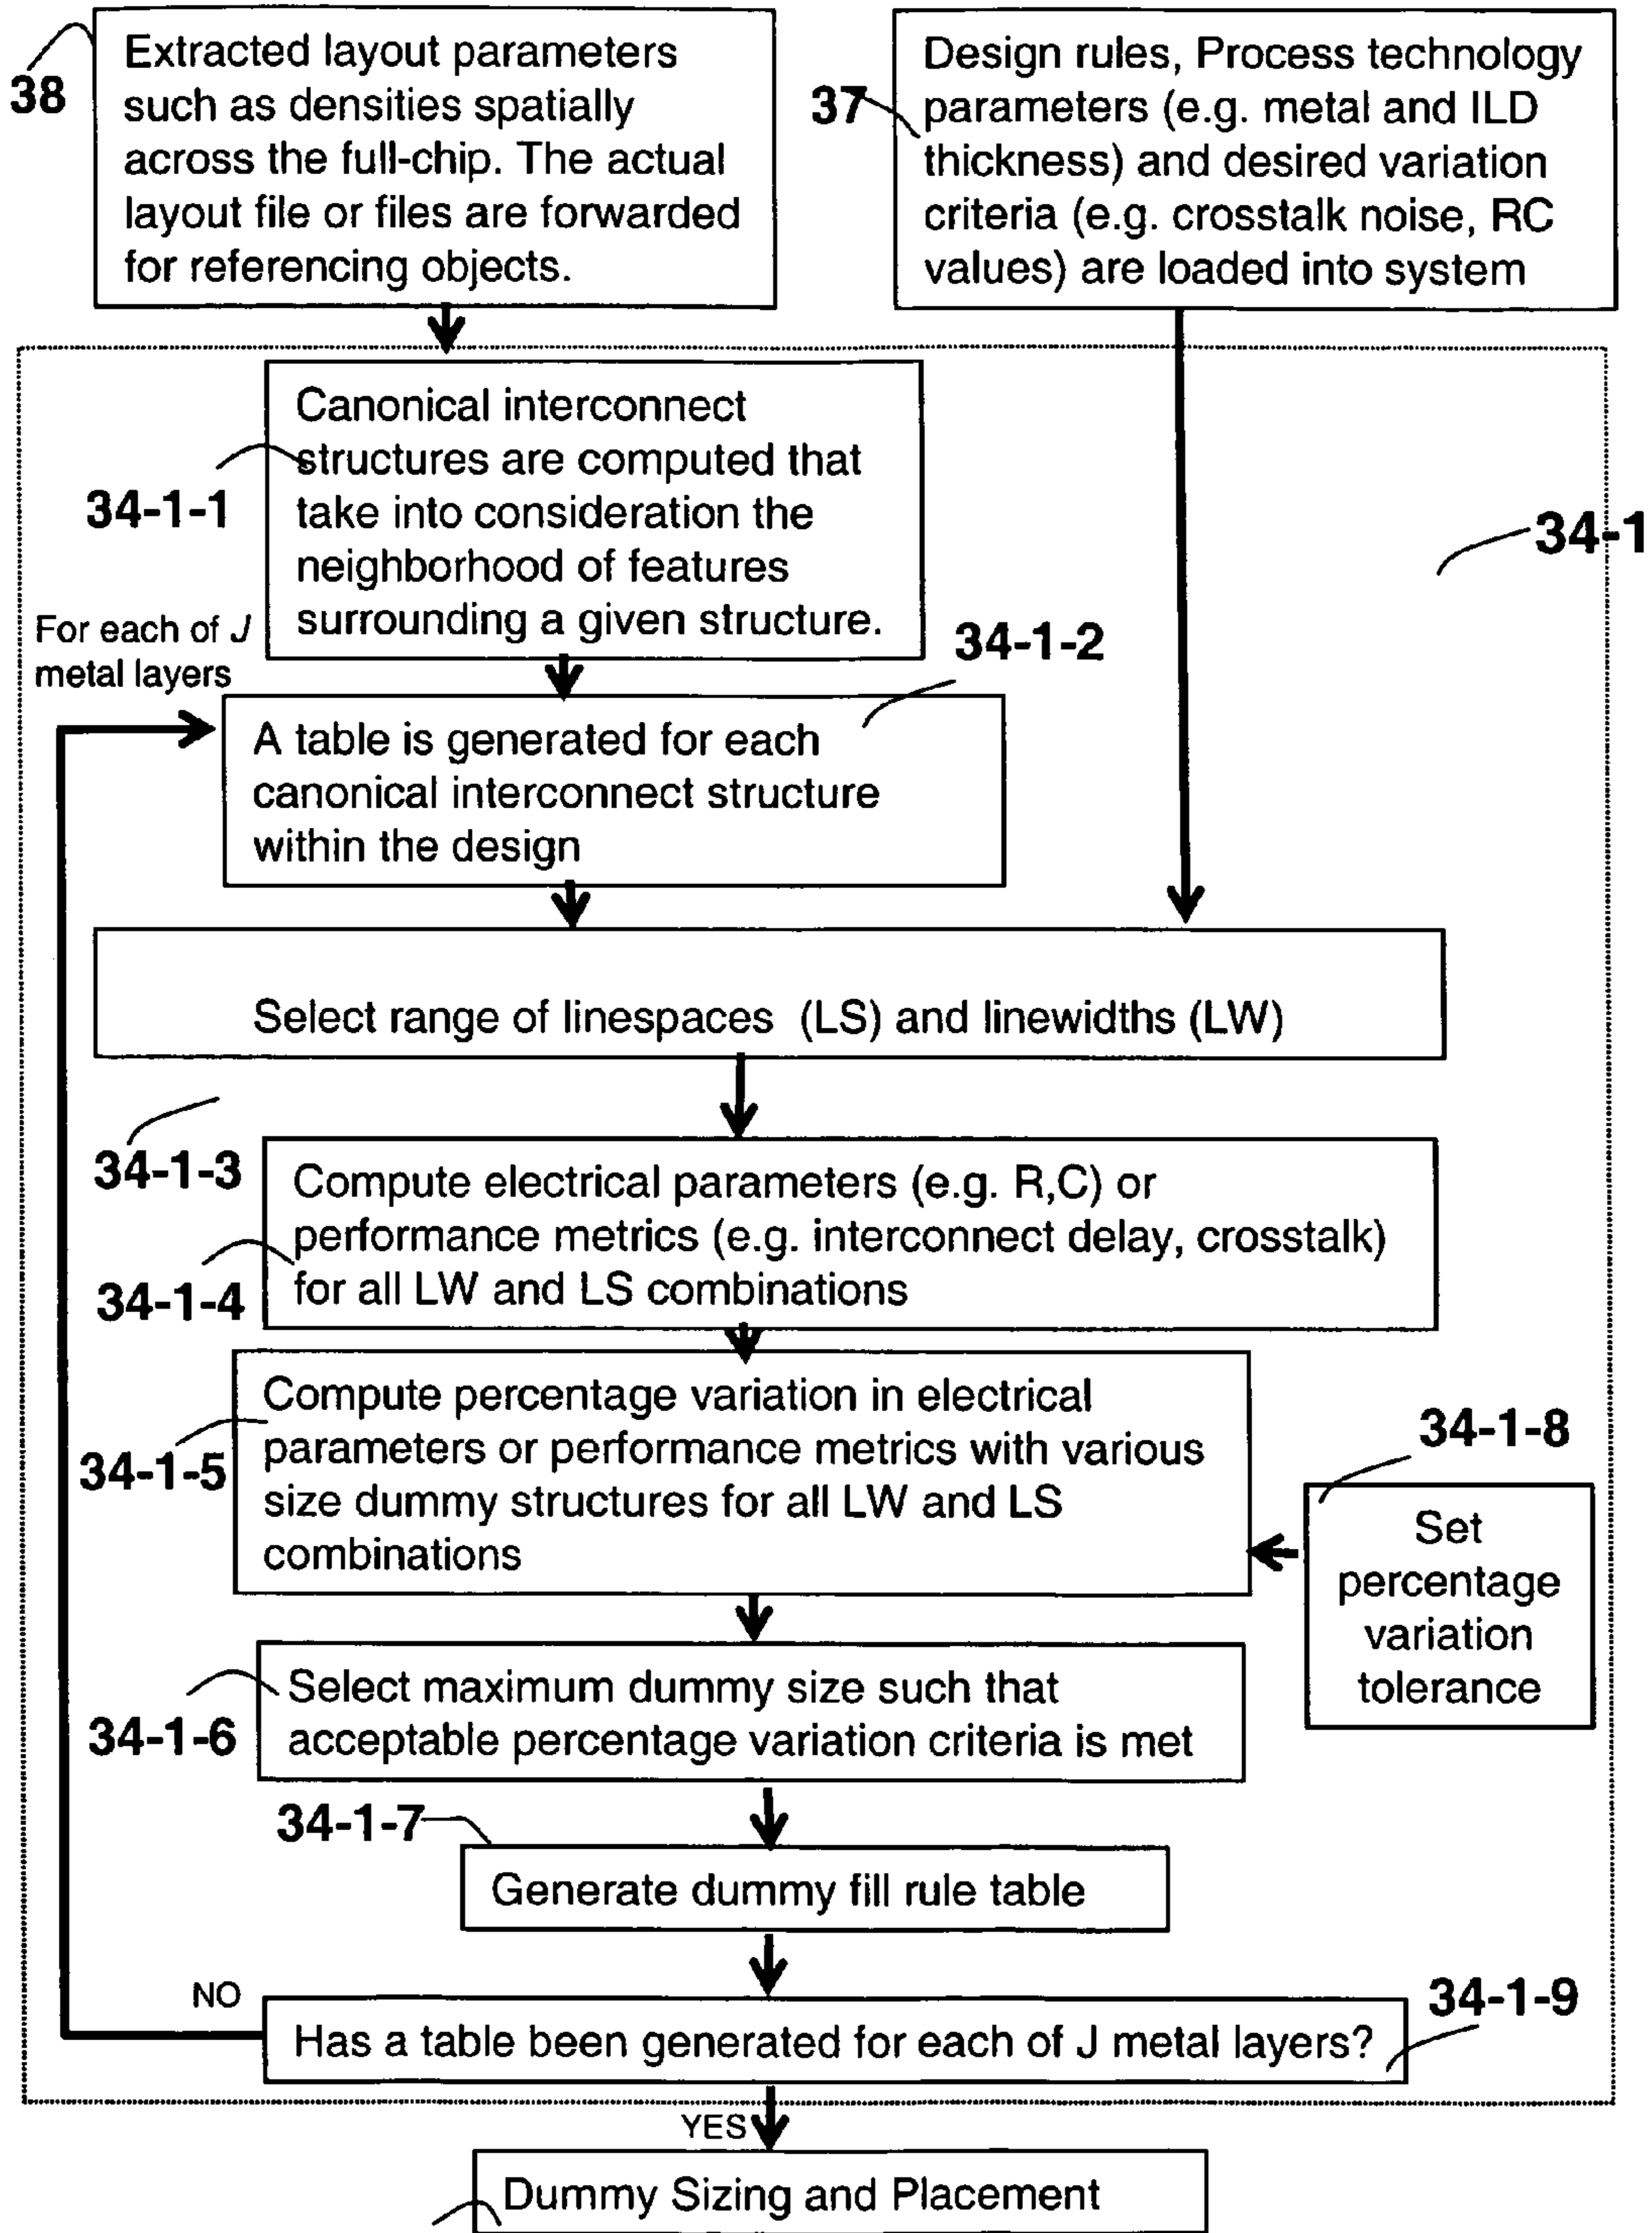 38
Extracted layout parameters
such as densities spatially
across the full-chip. The actual
layout file or files are forwarded
for referencing objects.
37
Design rules, Process technology
parameters (e.g. metal and ILD
thickness) and desired variation
criteria (e.g. crosstalk noise, RC
values) are loaded into system
34-1
34-1-1
Canonical interconnect
structures are computed that
take into consideration the
neighborhood of features
surrounding a given structure.
For each of J
metal layers
34-1-2
A table is generated for each
canonical interconnect structure
within the design
Select range of linespaces (LS) and linewidths (LW)
34-1-3
Compute electrical parameters (e.g. R,C) or
performance metrics (e.g. interconnect delay, crosstalk)
for all LW and LS combinations
34-1-4
Compute percentage variation in electrical
parameters or performance metrics with various
size dummy structures for all LW and LS
combinations
34-1-5
34-1-8
Set
percentage
variation
tolerance
34-1-6
Select maximum dummy size such that
acceptable percentage variation criteria is met
34-1-7
Generate dummy fill rule table
NO
34-1-9
Has a table been generated for each of J metal layers?
YES
Dummy Sizing and Placement